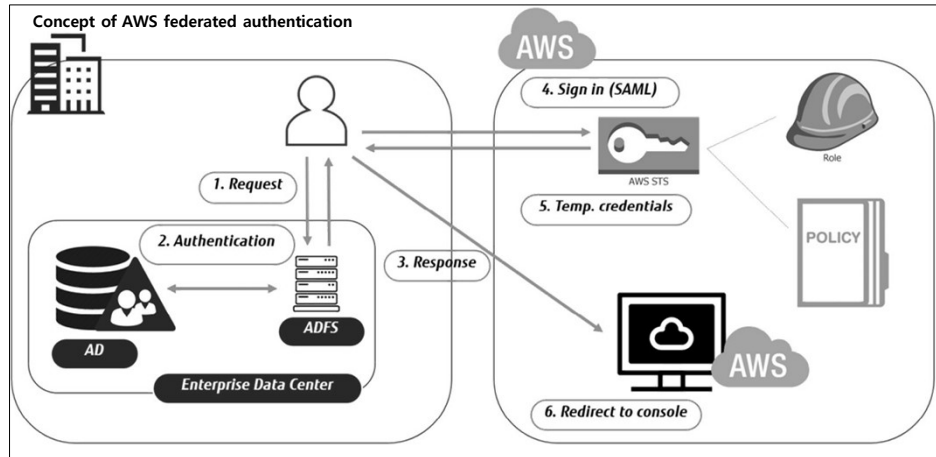 Concept of AWS federated authentication
AWS
4. Sign in (SAML)
Role
AWS STS
1. Request
5. Temp. credentials
2. Authentication
POLICY
3. Response
ADFS
AD
AWS
Enterprise Data Center
6. Redirect to console